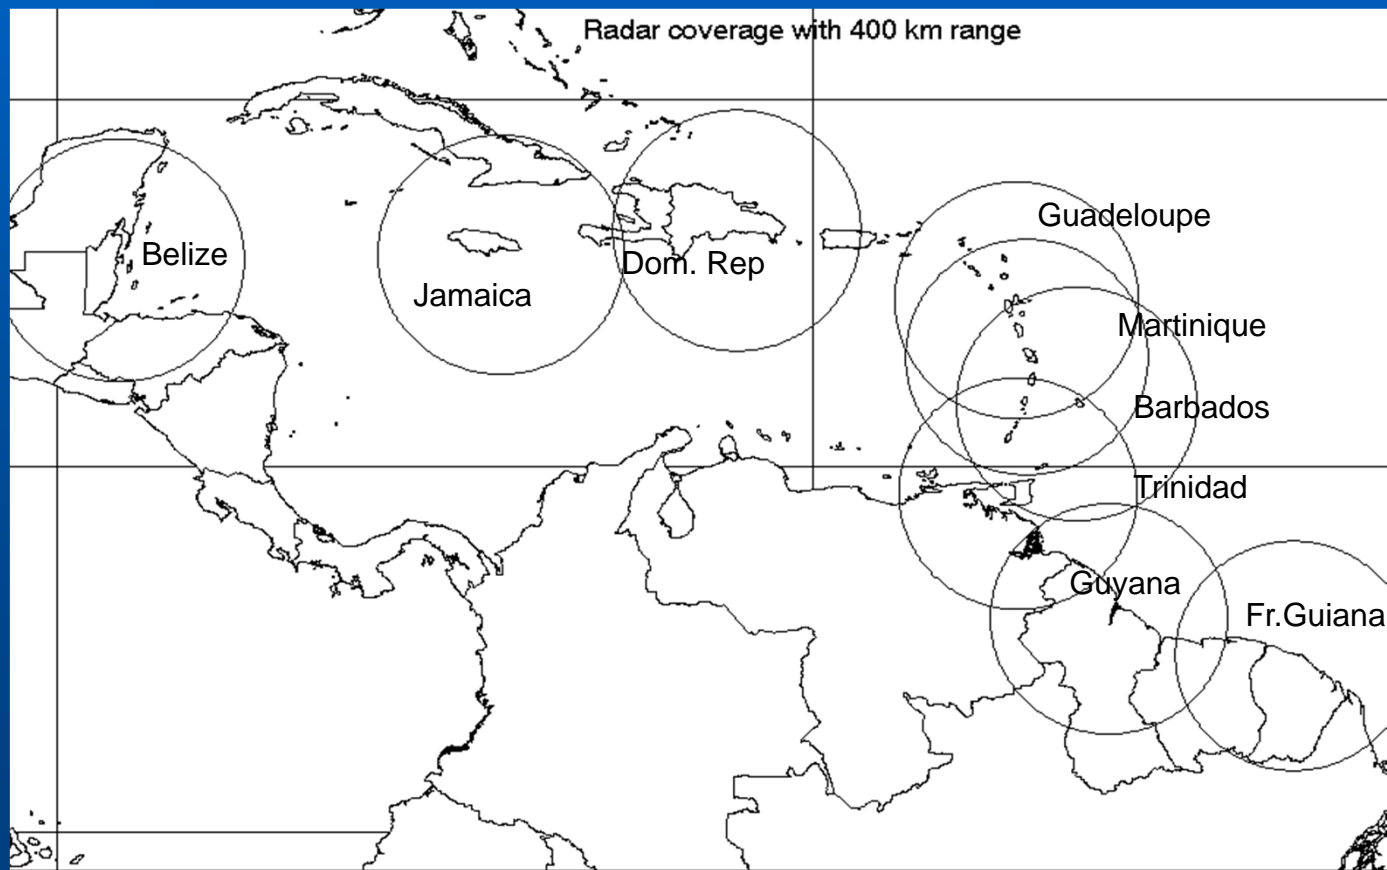 Radar coverage with 400 km range
Guadeloupe
Belize
Dom. Rep
Jamaica
Martinique
Barbados
Trinidad
Guyana
Fr.Guiana